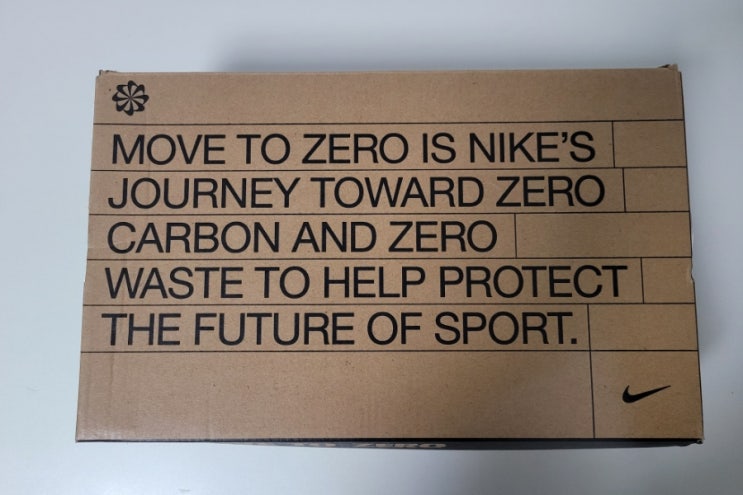 MOVE TO ZERO IS NIKE'S
JOURNEY TOWARD ZERO
CARBON AND ZERO
WASTE TO HELP PROTECT
THE FUTURE OF SPORT.
ZERO